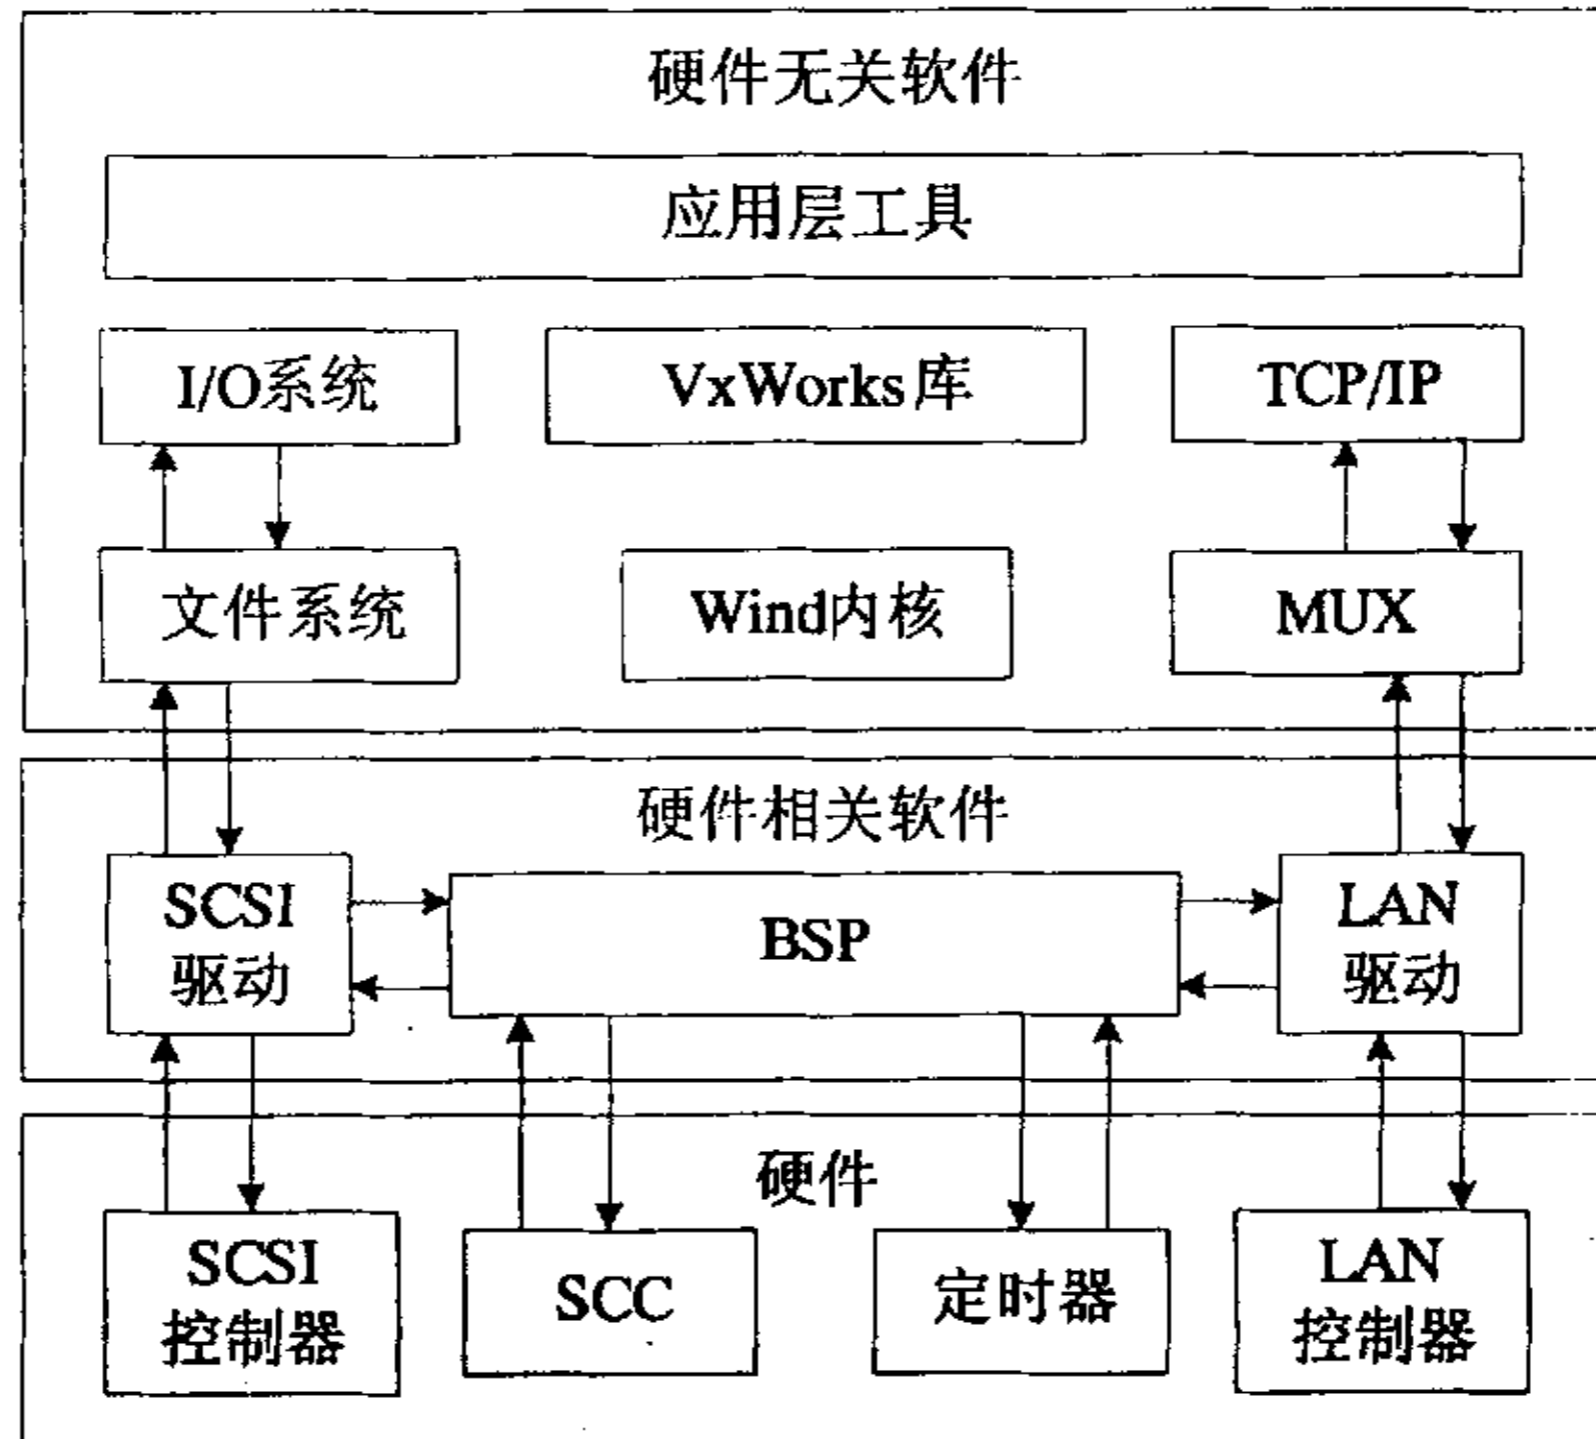 硬件无关软件
应用层工具
I/O系统
VxWorks库
TCP/IP
文件系统
Wind内核
MUX
硬件相关软件
SCSI
驱动
BSP
LAN
驱动
硬件
SCSI
控制器
SCC
定时器
LAN
控制器